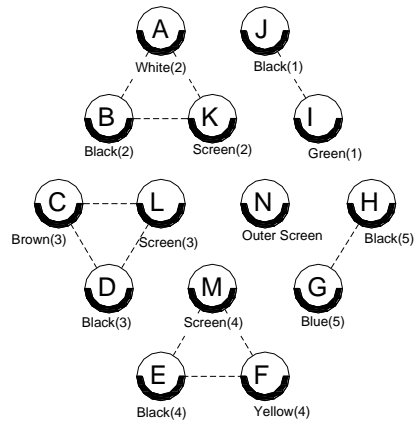 A J
White(2) Black(1)
B K I
Black(2) Screen(2) Green(1)
C L N H
Brown(3) Screen(3) Outer Screen Black(5)
D M G
Black(3) Screen(4) Blue(5)
E F
Black(4) Yellow(4)